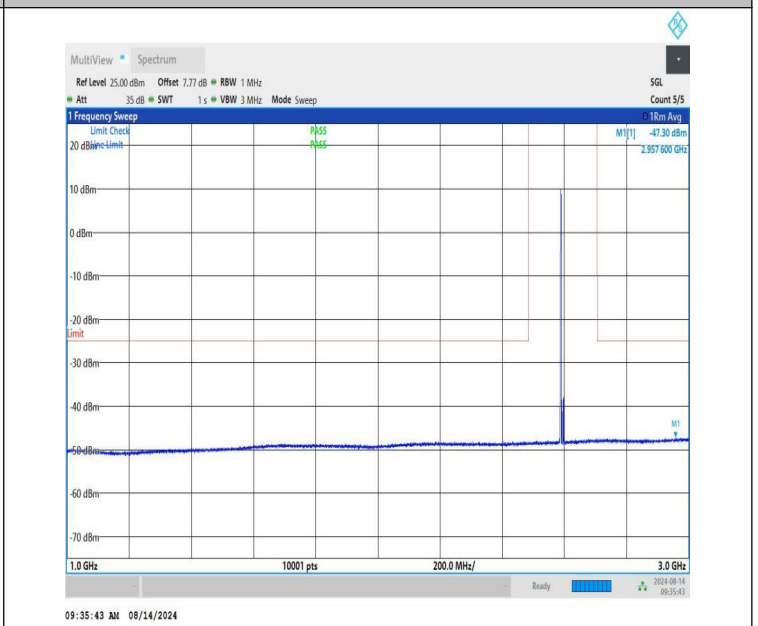 MultiView Spectrum
Ref Level 25.00 dBm Offset 7.77 dB RBW 1 MHz SGL
Att 35 dB SWT 1 s VBW 3 MHz Mode Sweep Count 5/5
1 Frequency Sweep 1Rm Avg
Limit Check PASS M1[1] -47.30 dBm
Line Limit PASS 2.957 600 GHz
20 dBm
10 dBm
0 dBm
-10 dBm
-20 dBm
Limit
-30 dBm
-40 dBm
M1
-50 dBm
-60 dBm
-70 dBm
1.0 GHz 10001 pts 200.0 MHz/ 3.0 GHz
Ready 2024-08-14
09:35:43
09:35:43 AM 08/14/2024